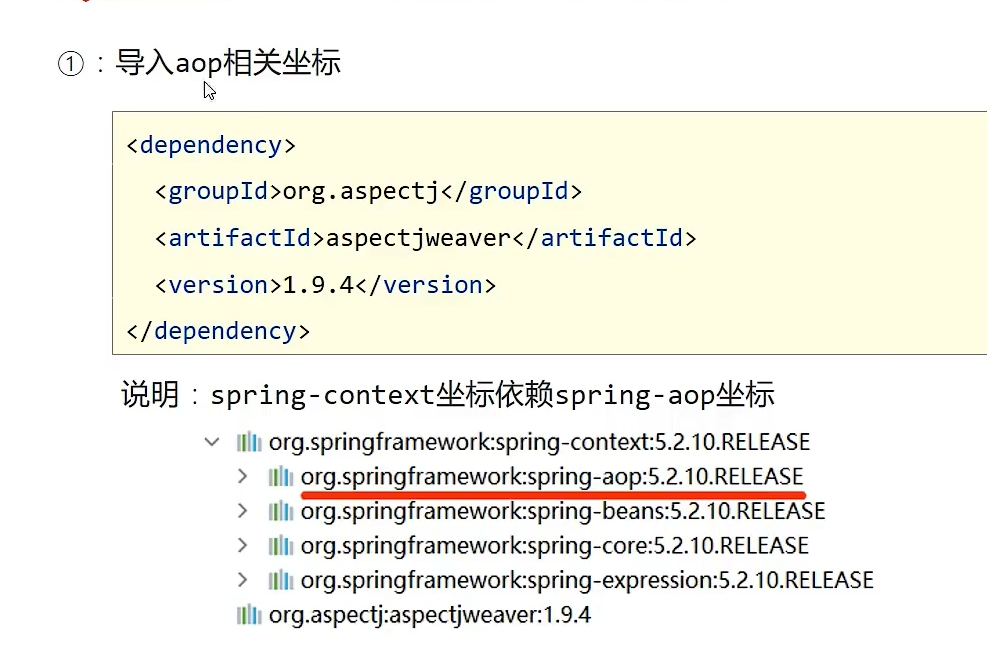 ①：导入aop相关坐标
<dependency>
<groupId>org.aspectj</groupId>
<artifactId>aspectjweaver</artifactId>
<version>1.9.4</version>
</dependency>
说明：spring-context坐标依赖spring-aop坐标
org.springframework:spring-context:5.2.10.RELEASE
org.springframework:spring-aop:5.2.10.RELEASE
org.springframework:spring-beans:5.2.10.RELEASE
org.springframework:spring-core:5.2.10.RELEASE
org.springframework:spring-expression:5.2.10.RELEASE
org.aspectj:aspectjweaver:1.9.4